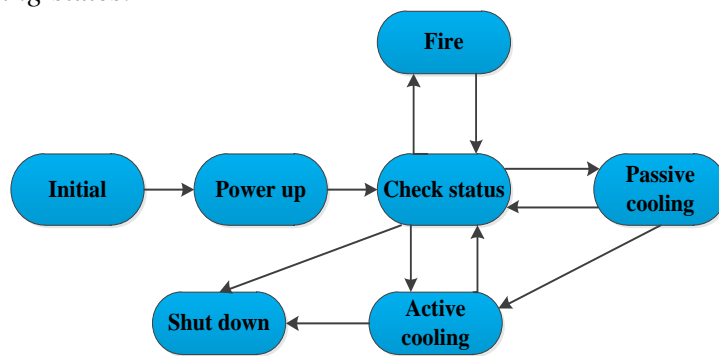 Fire
Initial
Power up
Check status
Passive
cooling
Shut down
Active
cooling